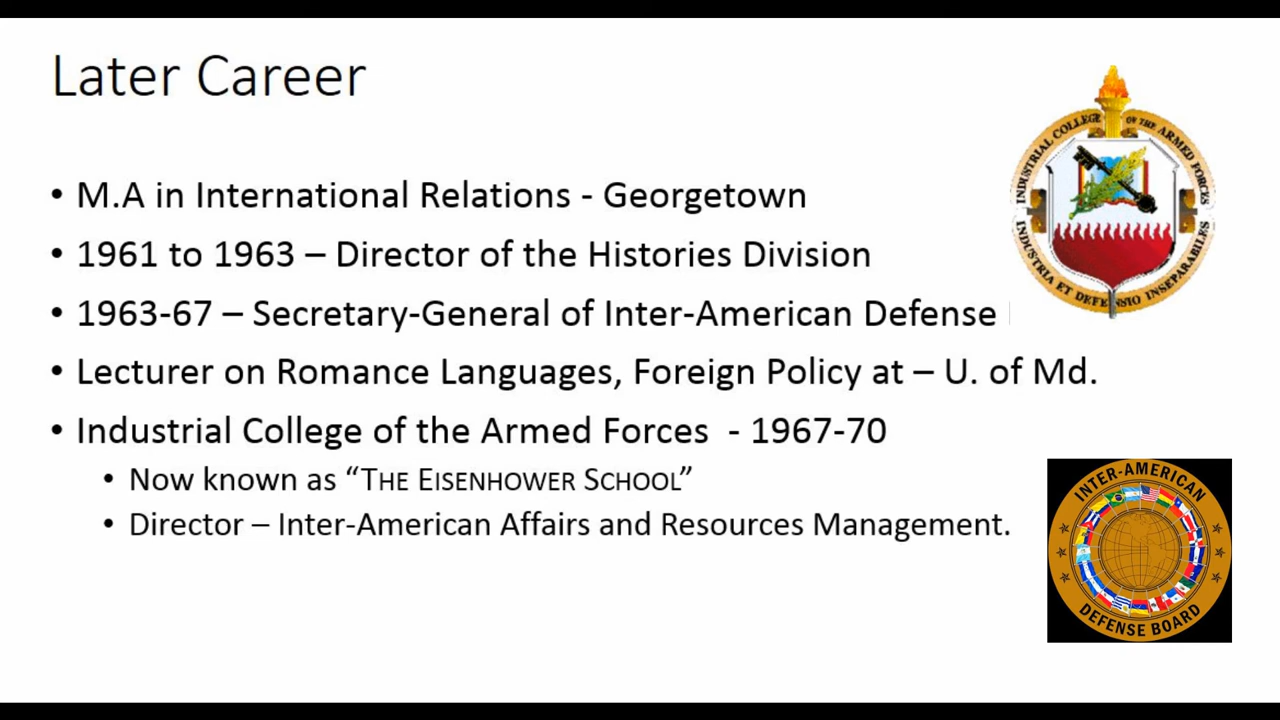 Later Career
• M.A in International Relations - Georgetown
• 1961 to 1963 – Director of the Histories Division
• 1963-67 – Secretary-General of Inter-American Defense
• Lecturer on Romance Languages, Foreign Policy at – U. of Md.
• Industrial College of the Armed Forces - 1967-70
• Now known as “THE EISENHOWER SCHOOL”
• Director – Inter-American Affairs and Resources Management.
INDUSTRIAL COLLEGE OF THE ARMED FORCES
INDUSTRIA ET DEFENSIO INSEPARABILES
INTER-AMERICAN
DEFENSE BOARD